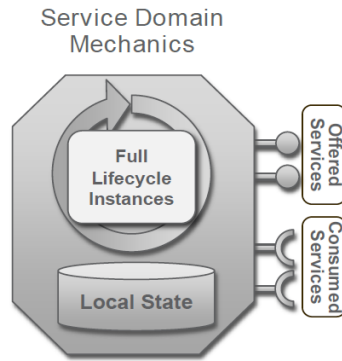 Service Domain
Mechanics
Full
Lifecycle
Instances
Offered
Services
Consumed
Services
Local State